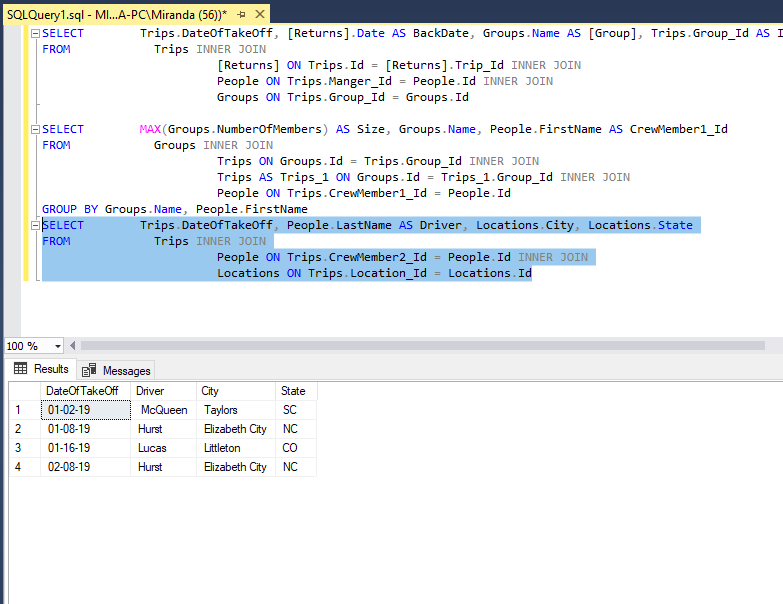 SQLQuery1.sql - MI...A-PC\Miranda (56))*
SELECT Trips.DateOfTakeOff, [Returns].Date AS BackDate, Groups.Name AS [Group], Trips.Group_Id AS
FROM Trips INNER JOIN
[Returns] ON Trips.Id = [Returns].Trip_Id INNER JOIN
People ON Trips.Manger_Id = People.Id INNER JOIN
Groups ON Trips.Group_Id = Groups.Id
SELECT MAX(Groups.NumberOfMembers) AS Size, Groups.Name, People.FirstName AS CrewMember1_Id
FROM Groups INNER JOIN
Trips ON Groups.Id = Trips.Group_Id INNER JOIN
Trips AS Trips_1 ON Groups.Id = Trips_1.Group_Id INNER JOIN
People ON Trips.CrewMember1_Id = People.Id
GROUP BY Groups.Name, People.FirstName
SELECT Trips.DateOfTakeOff, People.LastName AS Driver, Locations.City, Locations.State
FROM Trips INNER JOIN
People ON Trips.CrewMember2_Id = People.Id INNER JOIN
Locations ON Trips.Location_Id = Locations.Id
100 %
Results Messages
DateOfTakeOff Driver City State
1 01-02-19 McQueen Taylors SC
2 01-08-19 Hurst Elizabeth City NC
3 01-16-19 Lucas Littleton CO
4 02-08-19 Hurst Elizabeth City NC